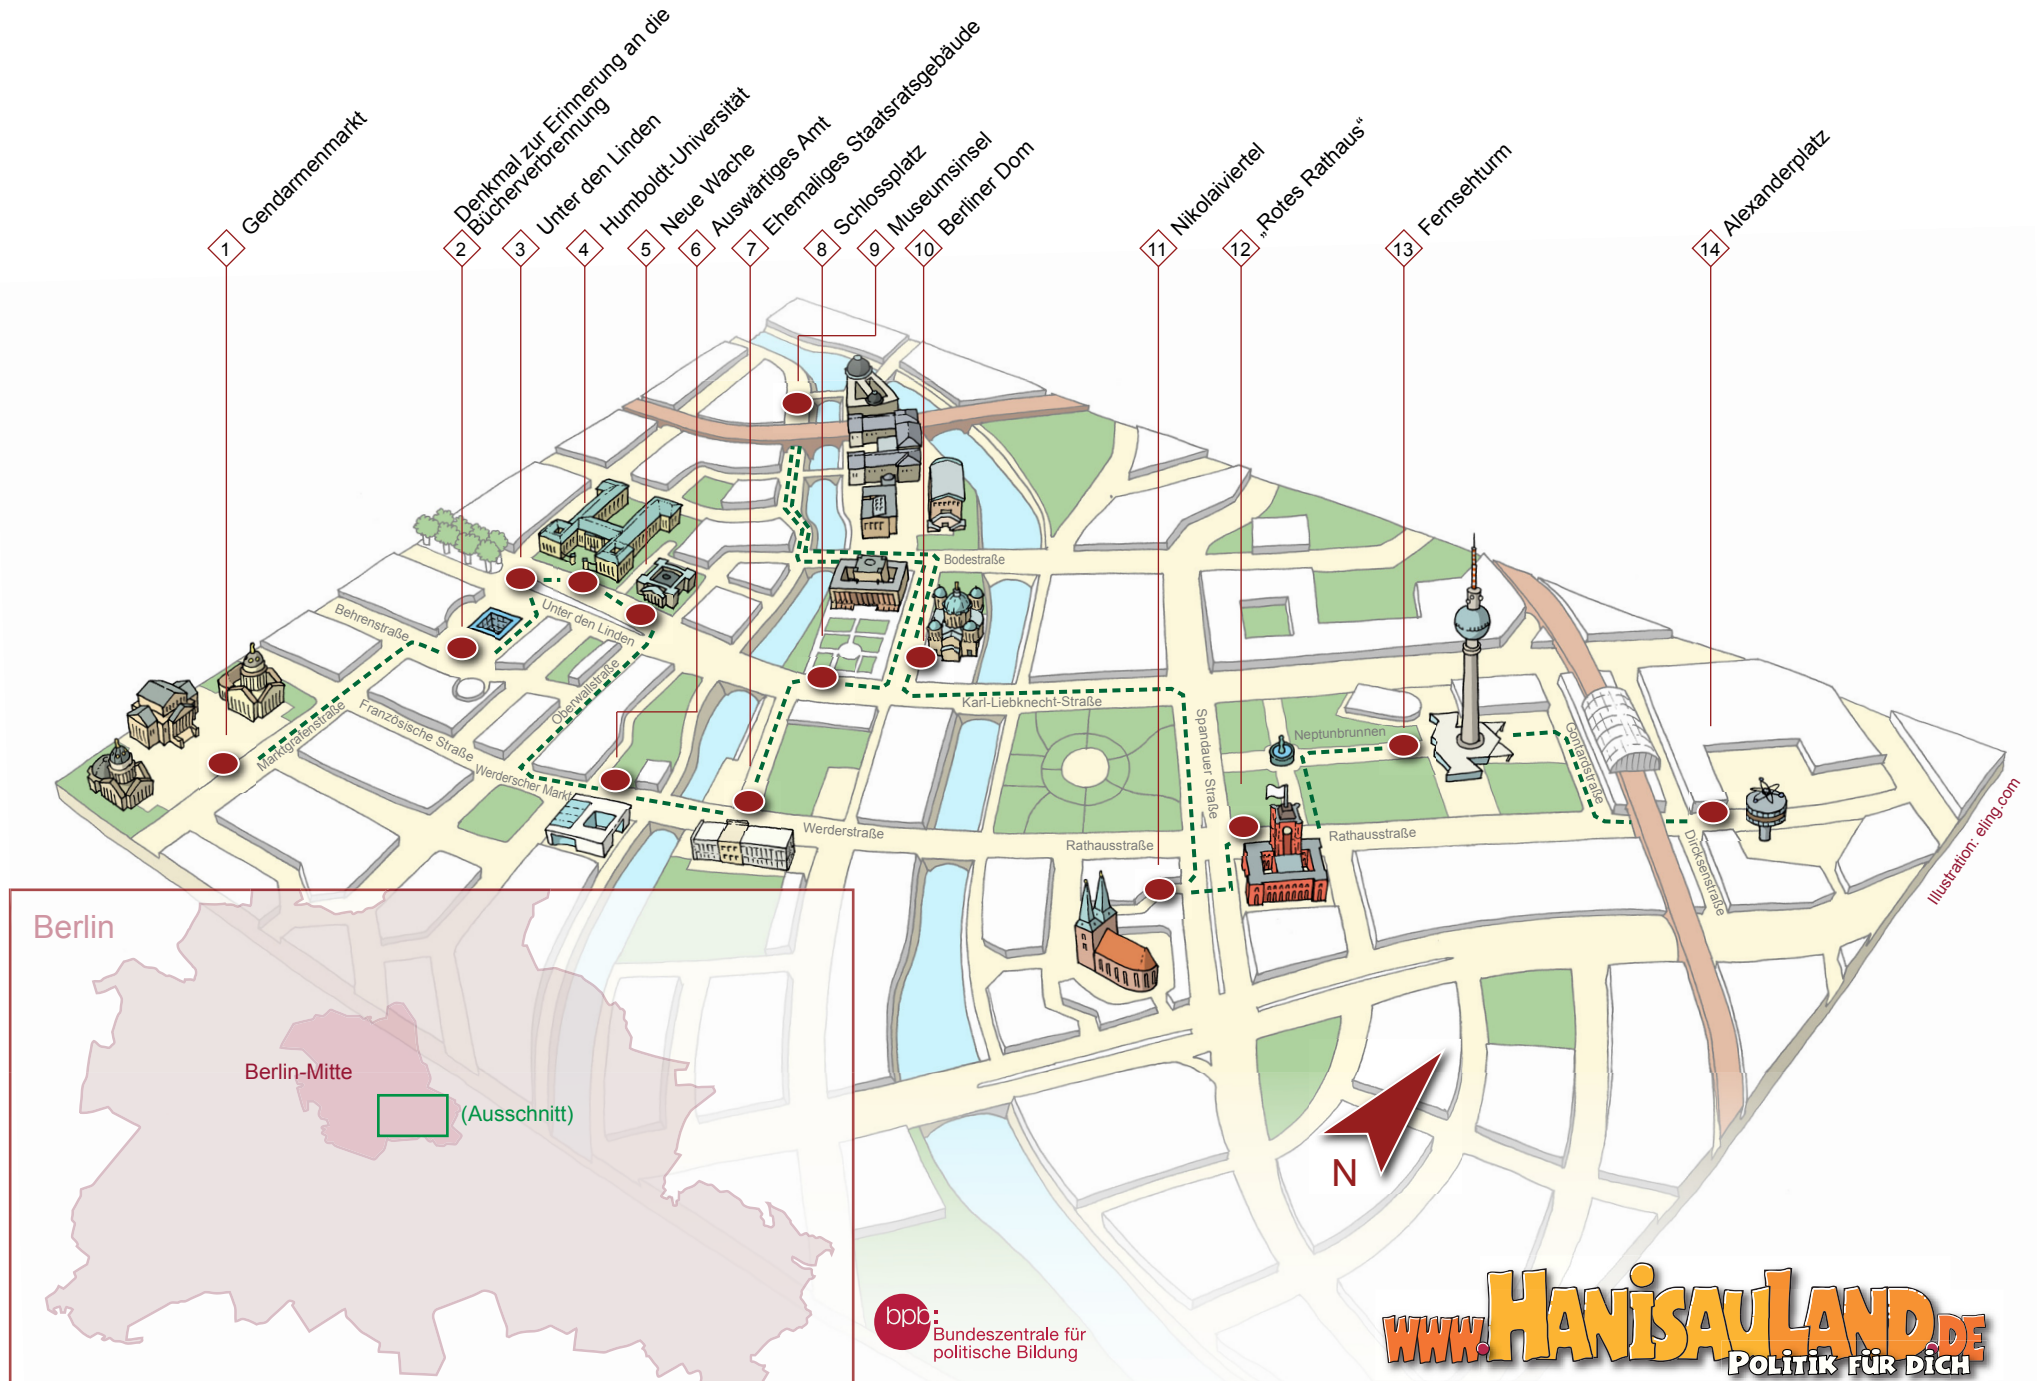 Gendarmenmarkt
Denkmal zur Erinnerung an die
Bücherverbrennung
Unter den Linden
Humboldt-Universität
Neue Wache
Auswärtiges Amt
Ehemaliges Staatsratsgebäude
Schlossplatz
Museumsinsel
Berliner Dom
Nikolaiviertel
„Rotes Rathaus“
Fernsehturm
Alexanderplatz
1
2
3
4
5
6
7
8
9
10
11
12
13
14
Bodestraße
Behrenstraße
Unter den Linden
Markgrafenstraße
Französische Straße
Oberwallstraße
Werderscher Markt
Werderstraße
Karl-Liebknecht-Straße
Spandauer Straße
Neptunbrunnen
Gontardstraße
Rathausstraße
Rathausstraße
Dircksenstraße
Illustration: eling.com
Berlin
Berlin-Mitte
(Ausschnitt)
N
bpb:
Bundeszentrale für
politische Bildung
www.HanisauLand.de
Politik für dich